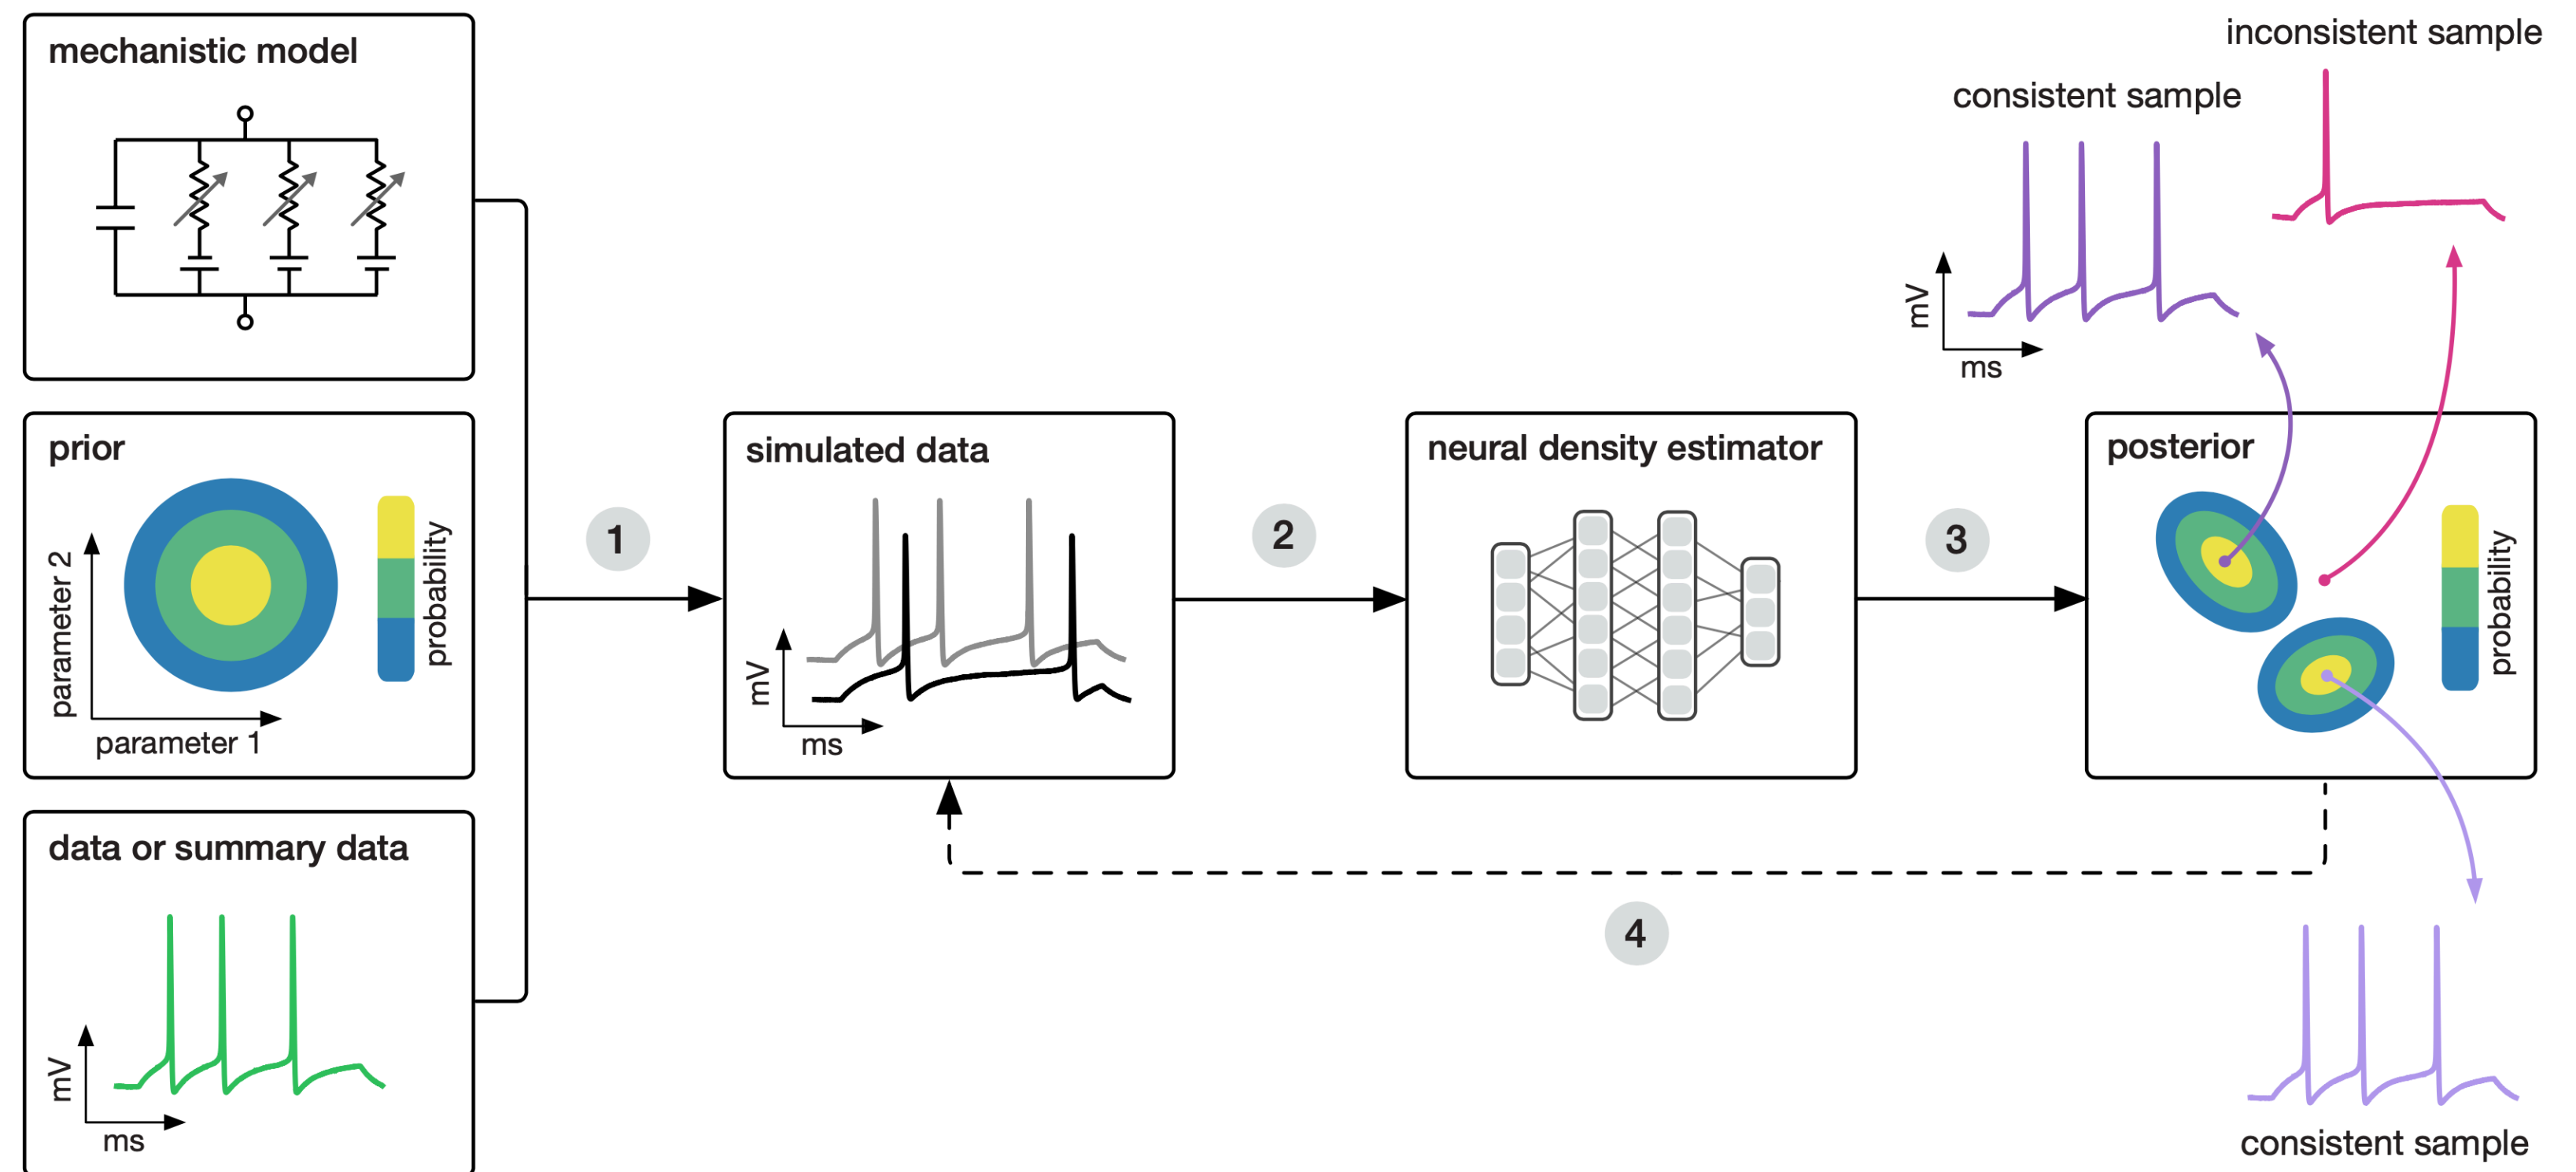 mechanistic model
prior
parameter 2
parameter 1
probability
data or summary data
mV
ms
1
simulated data
mV
ms
2
neural density estimator
3
posterior
probability
4
consistent sample
mV
ms
inconsistent sample
consistent sample